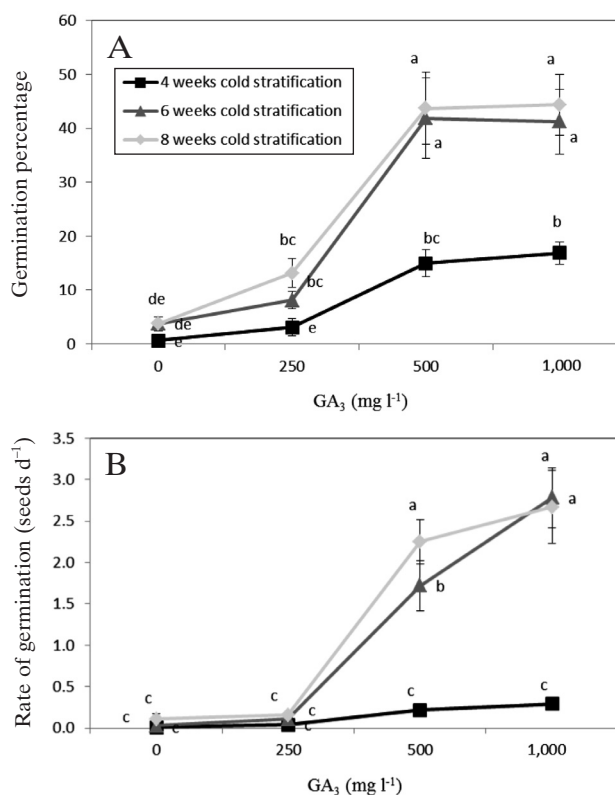 A
60
50
40
30
20
10
0
Germination percentage
4 weeks cold stratification
6 weeks cold stratification
8 weeks cold stratification
de
de
e
bc
bc
e
a
a
bc
a
a
b
0 250 500 1,000
GA₃ (mg l⁻¹)
B
3.5
3.0
2.5
2.0
1.5
1.0
0.5
0.0
Rate of germination (seeds d⁻¹)
c
c
c
c
c
c
a
b
c
a
a
c
0 250 500 1,000
GA₃ (mg l⁻¹)